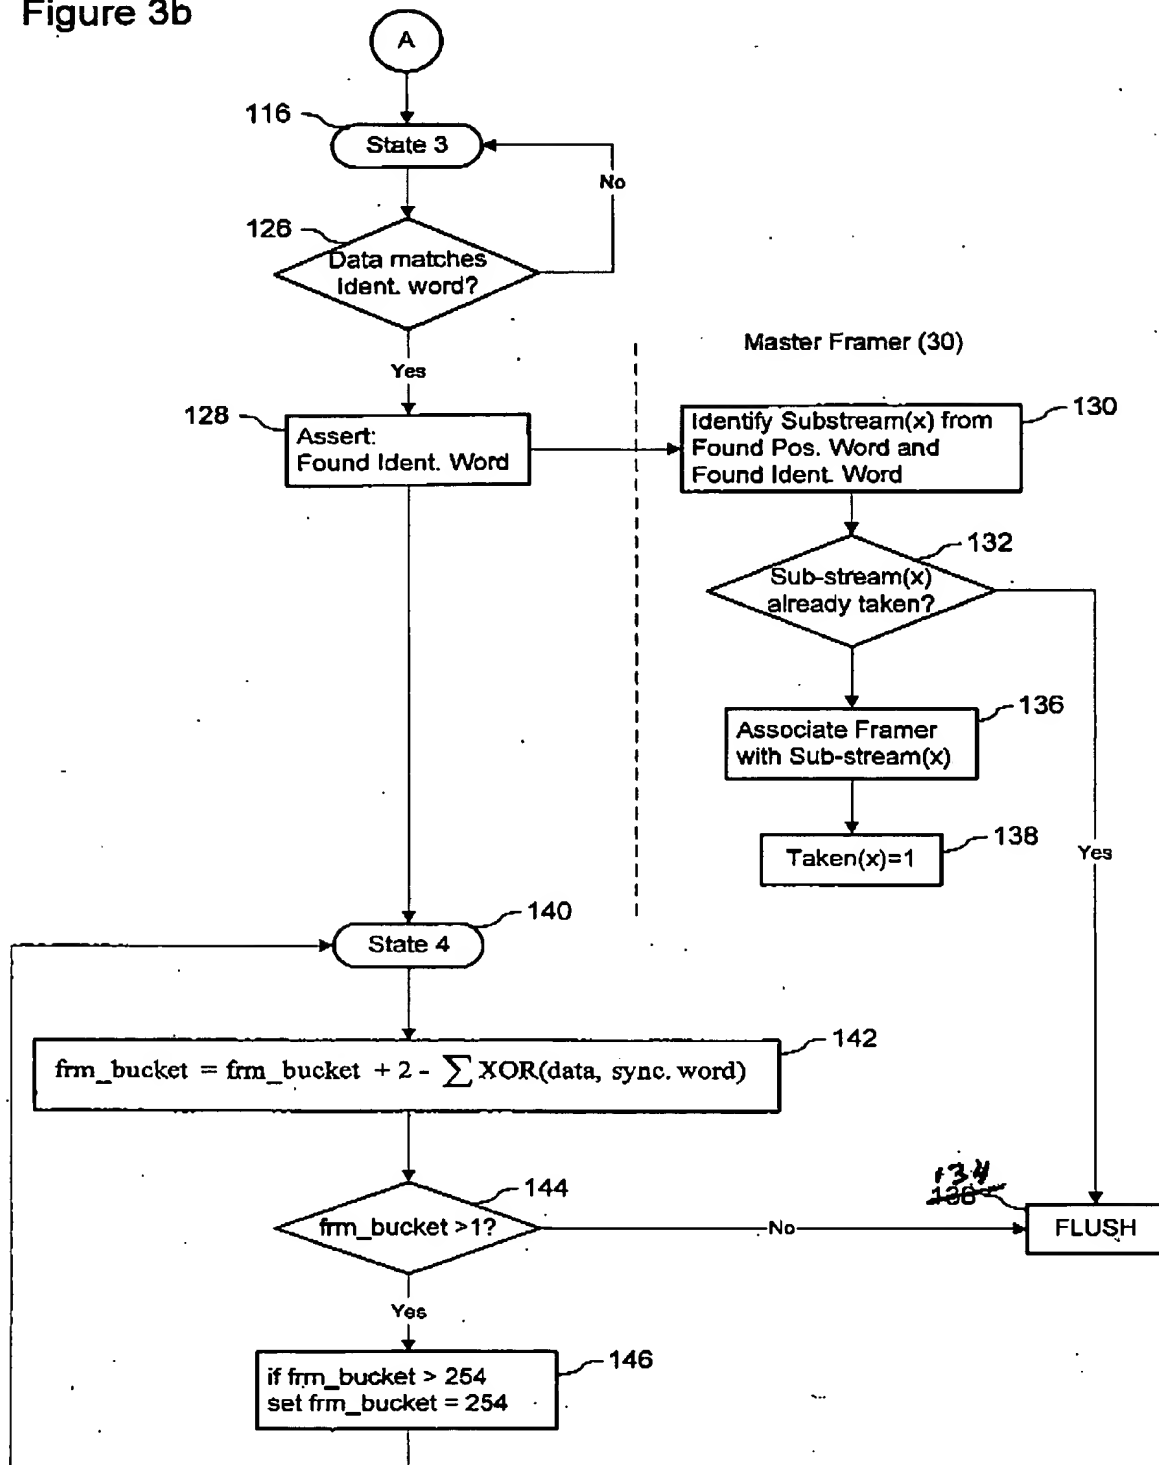 Figure 3b
A
116
State 3
No
126
Data matches
Ident. word?
Yes
Master Framer (30)
128
Assert:
Found Ident. Word
130
Identify Substream(x) from
Found Pos. Word and
Found Ident. Word
132
Sub-stream(x)
already taken?
136
Associate Framer
with Sub-stream(x)
138
Taken(x)=1
Yes
140
State 4
142
frm_bucket = frm_bucket + 2 - ∑ XOR(data, sync. word)
134
136
144
frm_bucket >1?
No
FLUSH
Yes
146
if frm_bucket > 254
set frm_bucket = 254